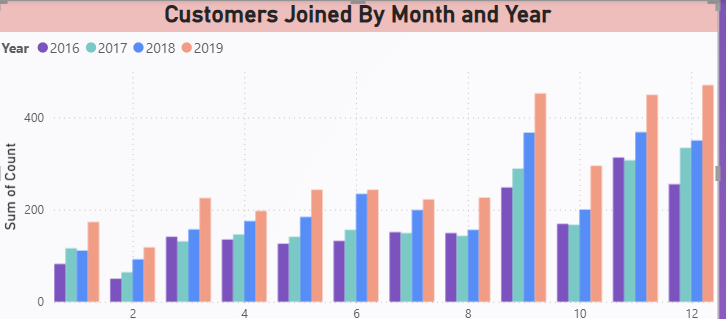 Customers Joined By Month and Year
Year 2016 2017 2018 2019
Sum of Count
400
200
0
2 4 6 8 10 12